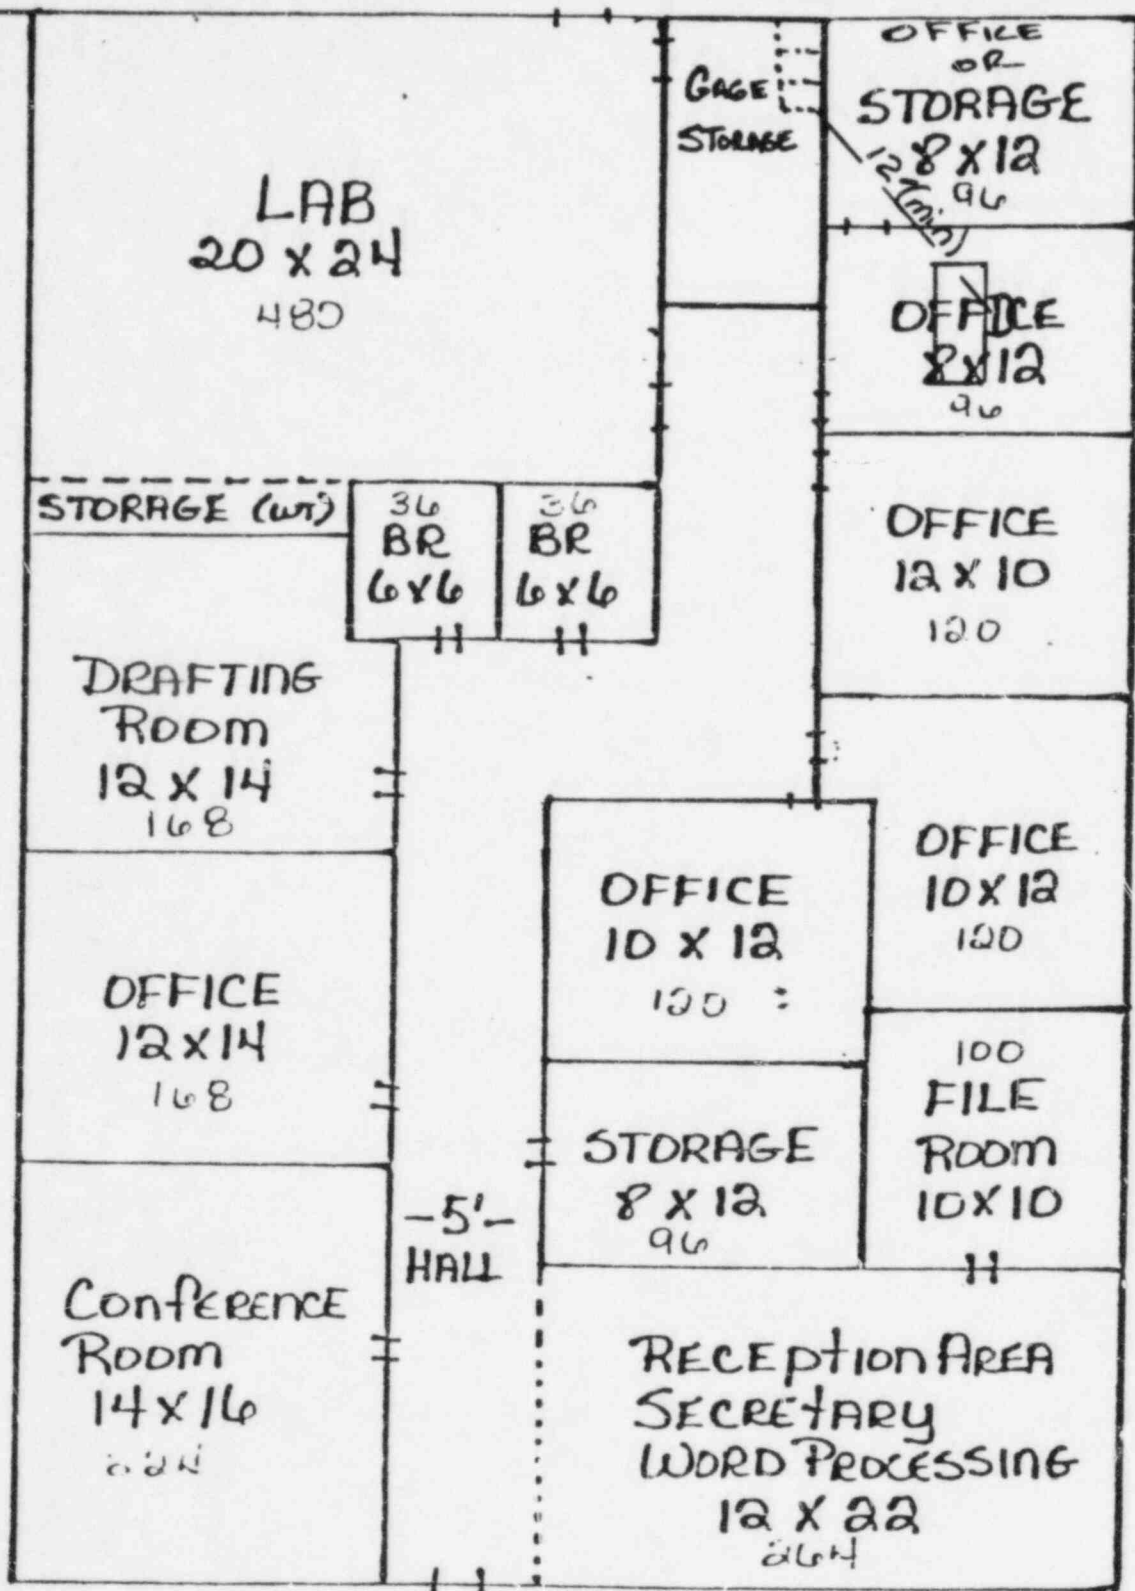 LAB
20 x 24
480
GAGE
STORAGE
OFFICE
OR
STORAGE
8 X 12
96
12' (min)
OFFICE
8 X 12
96
STORAGE (WT)
36
BR
6 X 6
36
BR
6 X 6
OFFICE
12 X 10
120
DRAFTING
ROOM
12 X 14
168
OFFICE
10 X 12
120
OFFICE
10 X 12
120
OFFICE
12 X 14
168
100
FILE
ROOM
10 X 10
STORAGE
8 X 12
96
-5'-
HALL
CONFERENCE
ROOM
14 X 16
224
RECEPTION AREA
SECRETARY
WORD PROCESSING
12 X 22
264